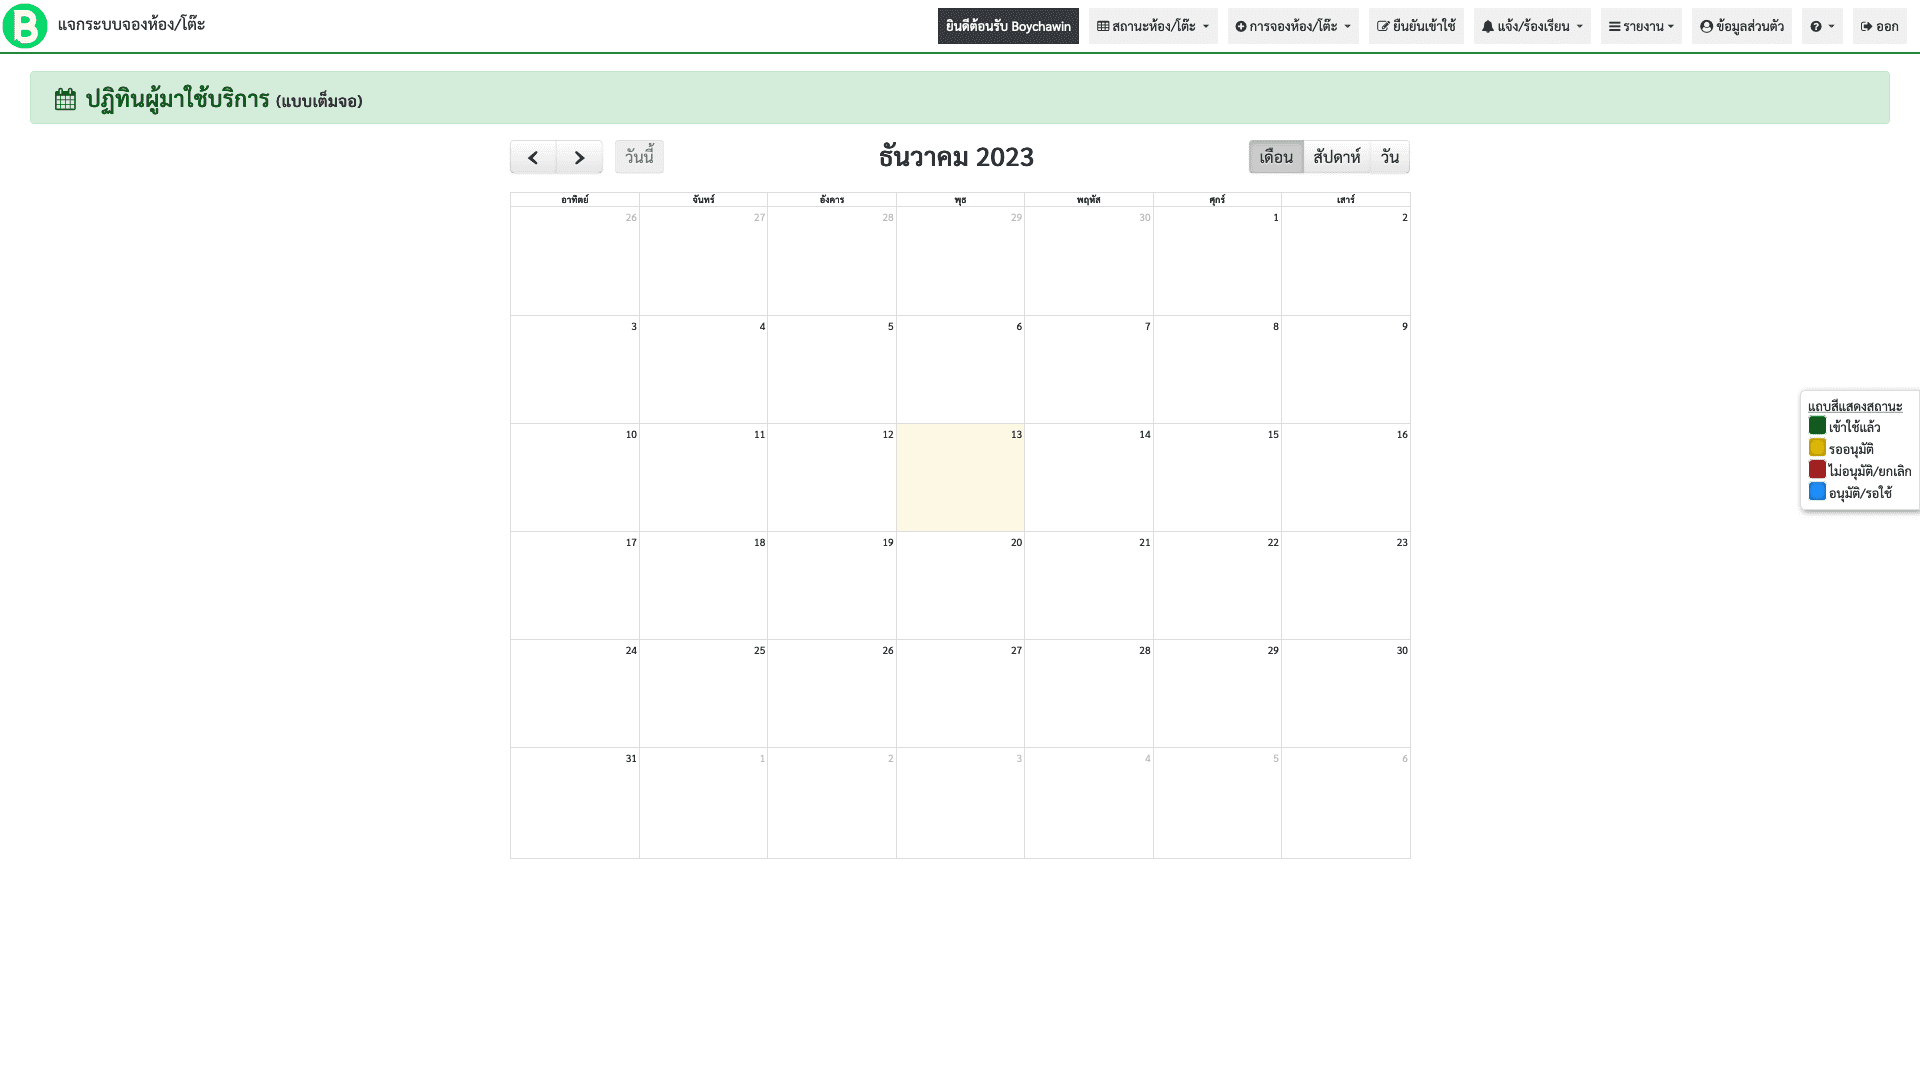 B แจกระบบจองห้อง/โต๊ะ ยินดีต้อนรับ Boychawin สถานะห้อง/โต๊ะ การจองห้อง/โต๊ะ ยืนยันเข้าใช้ แจ้ง/ร้องเรียน รายงาน ข้อมูลส่วนตัว ? ออก
ปฏิทินผู้มาใช้บริการ (แบบเต็มจอ)
วันนี้ ธันวาคม 2023 เดือน สัปดาห์ วัน
อาทิตย์ จันทร์ อังคาร พุธ พฤหัส ศุกร์ เสาร์
26 27 28 29 30 1 2
3 4 5 6 7 8 9
10 11 12 13 14 15 16
17 18 19 20 21 22 23
24 25 26 27 28 29 30
31 1 2 3 4 5 6
แถบสีแสดงสถานะ
เข้าใช้แล้ว
รออนุมัติ
ไม่อนุมัติ/ยกเลิก
อนุมัติ/รอใช้